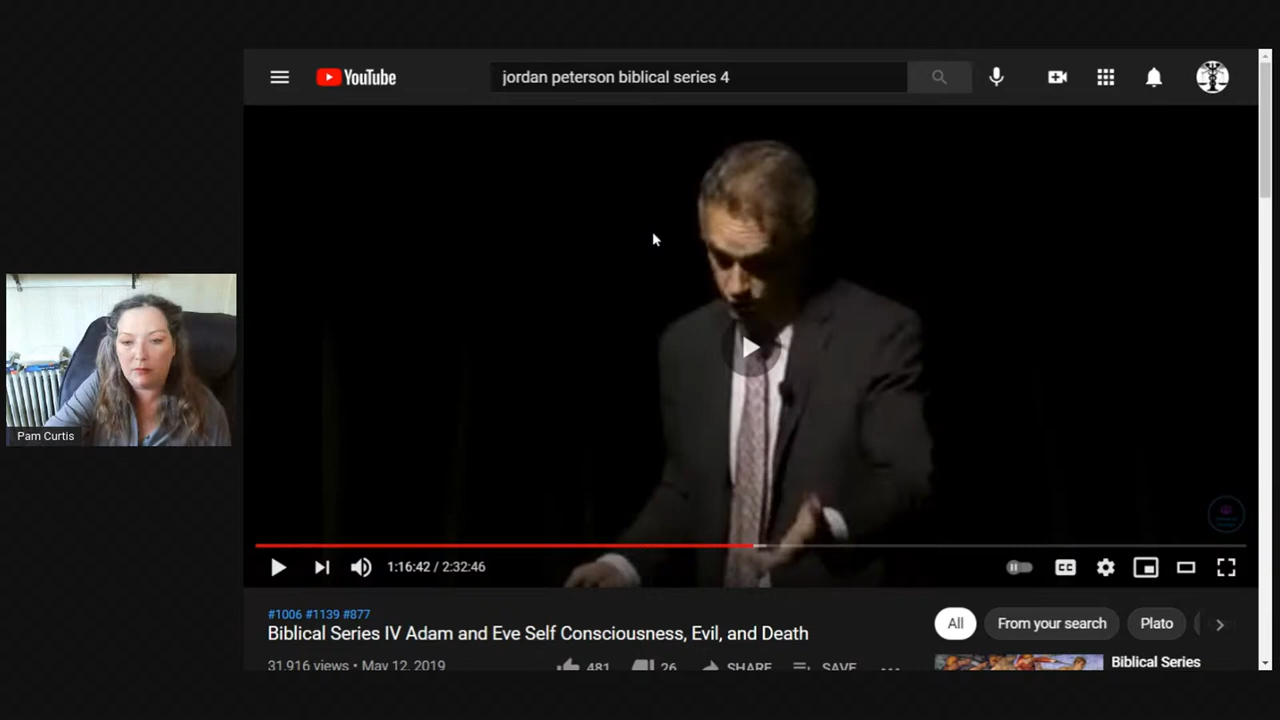 YouTube
jordan peterson biblical series 4
Pam Curtis
1:16:42 / 2:32:46
CC
#1006 #1139 #877
Biblical Series IV Adam and Eve Self Consciousness, Evil, and Death
All
From your search
Plato
31,916 views • May 12, 2019
481
26
SHARE
SAVE
Biblical Series